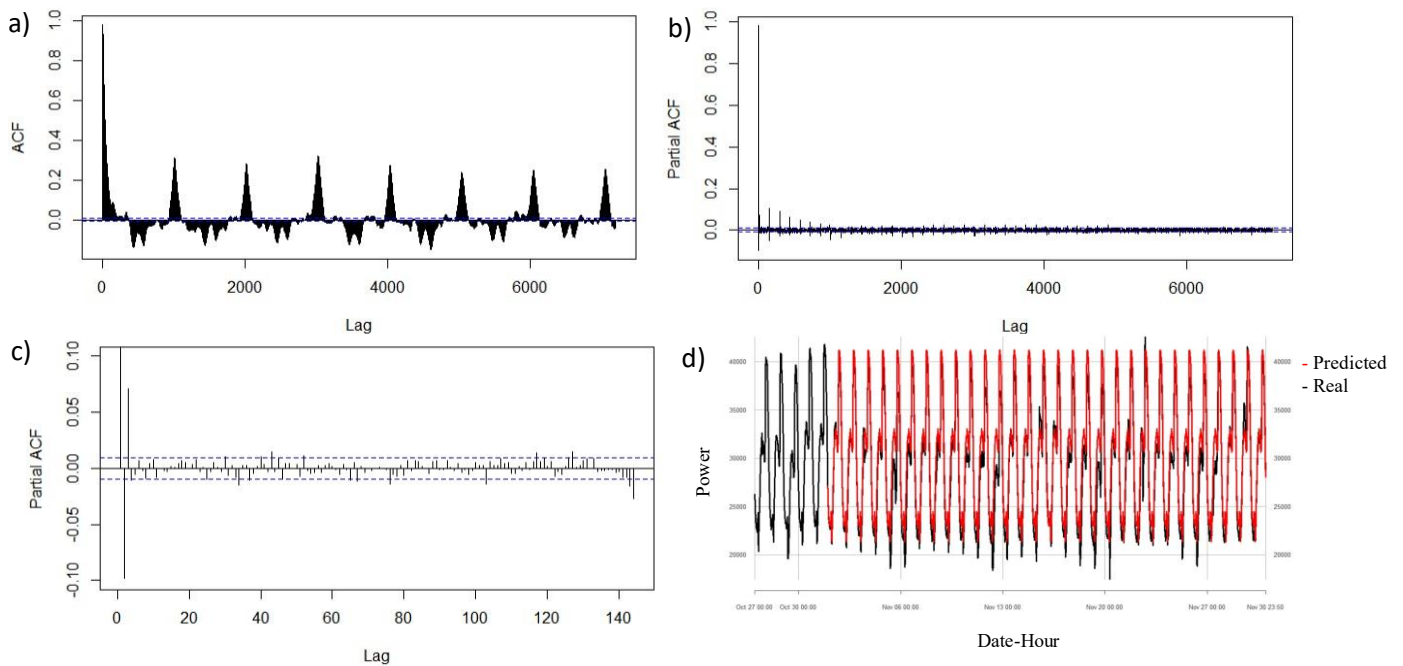 a)
1.0
0.8
0.6
0.4
0.2
0.0
ACF
0 2000 4000 6000
Lag
b)
1.0
0.8
0.6
0.4
0.2
0.0
Partial ACF
0 2000 4000 6000
Lag
c)
0.10
0.05
0.00
-0.05
-0.10
Partial ACF
0 20 40 60 80 100 120 140
Lag
d)
- Predicted
- Real
40000 40000
35000 35000
30000 30000
25000 25000
20000 20000
Power
Oct 27 00:00 Oct 30 00:00 Nov 06 00:00 Nov 13 00:00 Nov 20 00:00 Nov 27 00:00 Nov 30 23:50
Date-Hour